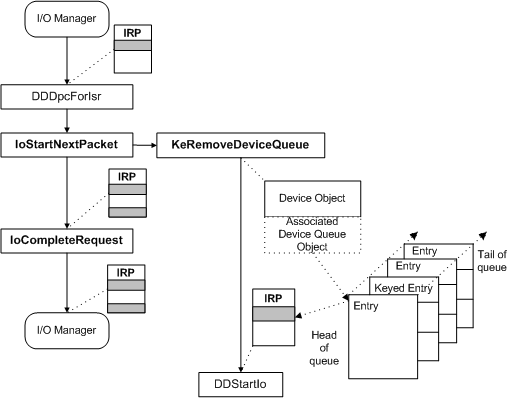 I/O Manager
IRP
DDDpcForIsr
IoStartNextPacket
KeRemoveDeviceQueue
IRP
Device Object
Associated
Device Queue
Object
IoCompleteRequest
Entry
Tail of
queue
Entry
Keyed Entry
Entry
IRP
IRP
I/O Manager
Head
of
queue
DDStartIo